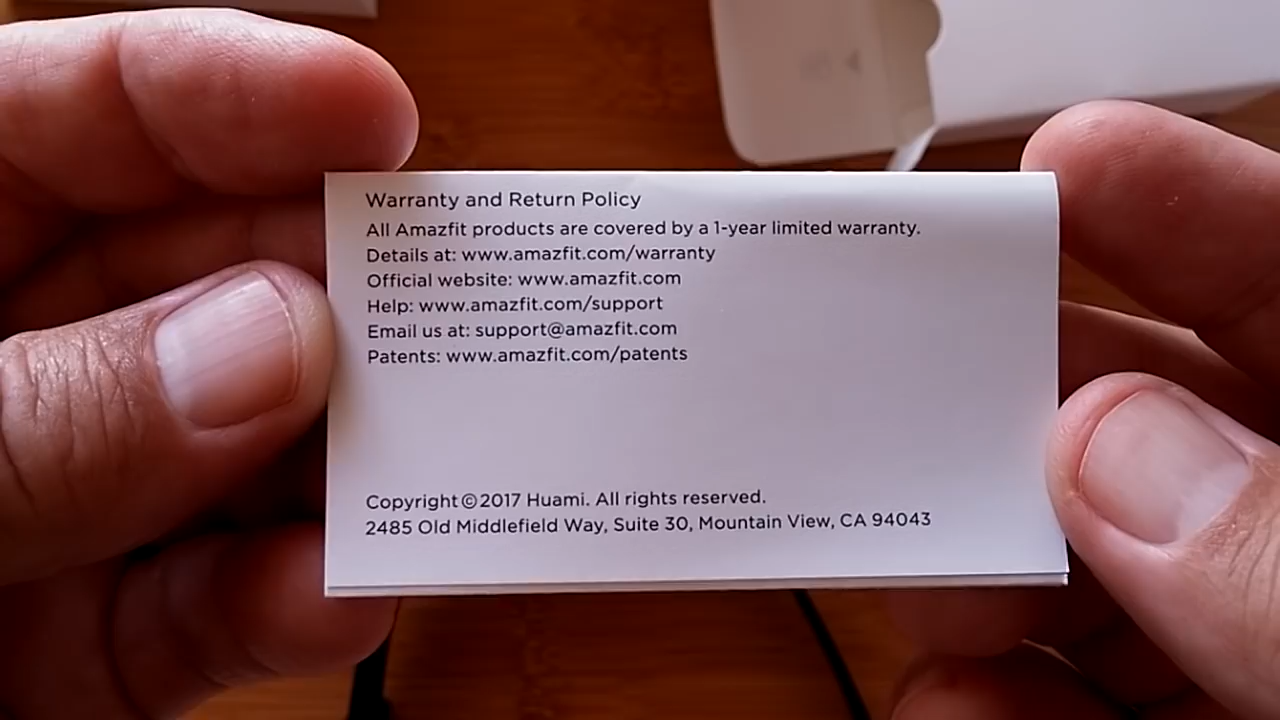 Warranty and Return Policy
All Amazfit products are covered by a 1-year limited warranty.
Details at: www.amazfit.com/warranty
Official website: www.amazfit.com
Help: www.amazfit.com/support
Email us at: support@amazfit.com
Patents: www.amazfit.com/patents
Copyright©2017 Huami. All rights reserved.
2485 Old Middlefield Way, Suite 30, Mountain View, CA 94043